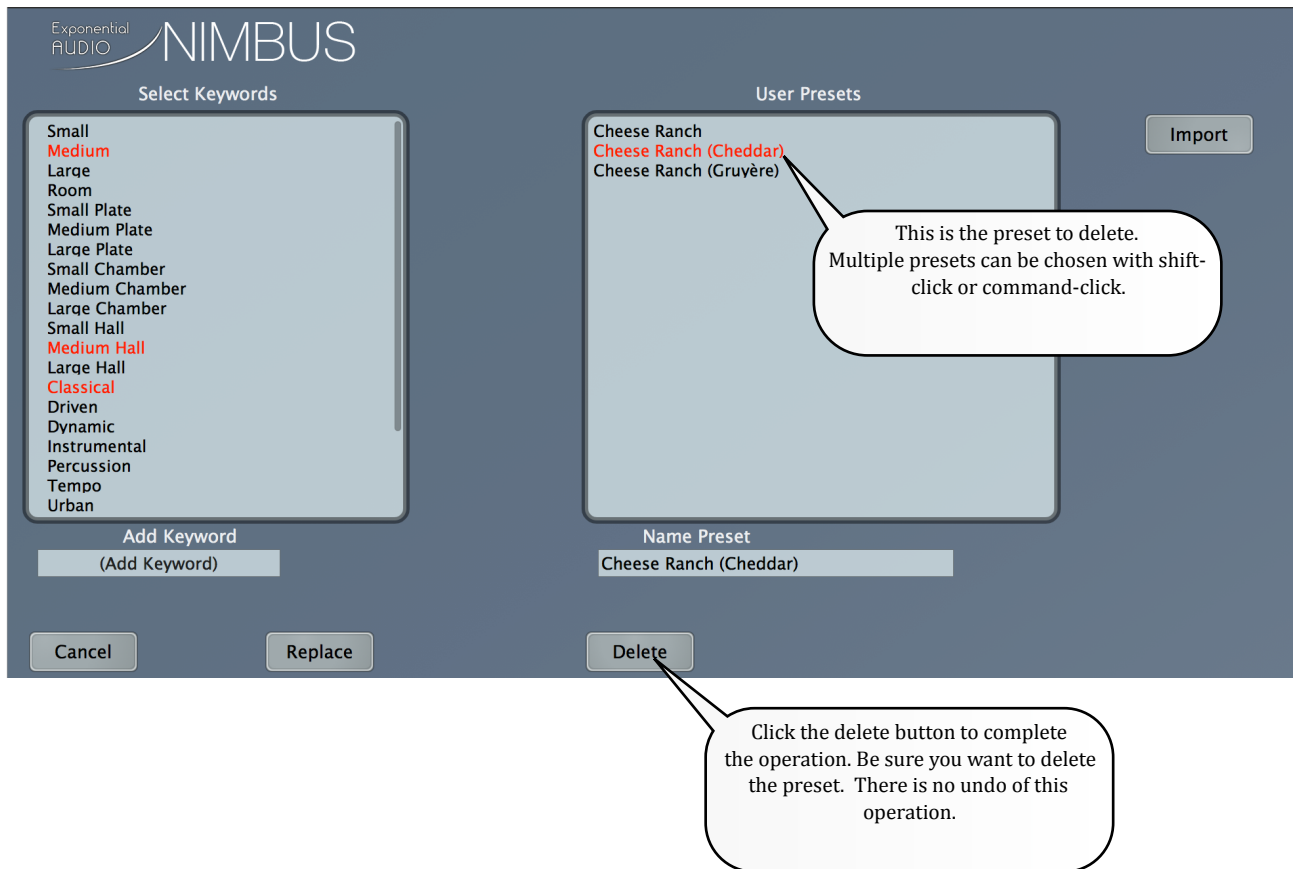 Exponential
AUDIO
NIMBUS
Select Keywords
Small
Medium
Large
Room
Small Plate
Medium Plate
Large Plate
Small Chamber
Medium Chamber
Large Chamber
Small Hall
Medium Hall
Large Hall
Classical
Driven
Dynamic
Instrumental
Percussion
Tempo
Urban
Add Keyword
(Add Keyword)
User Presets
Cheese Ranch
Cheese Ranch (Cheddar)
Cheese Ranch (Gruyère)
Import
This is the preset to delete.
Multiple presets can be chosen with shift-
click or command-click.
Name Preset
Cheese Ranch (Cheddar)
Cancel
Replace
Delete
Click the delete button to complete
the operation. Be sure you want to delete
the preset.  There is no undo of this
operation.